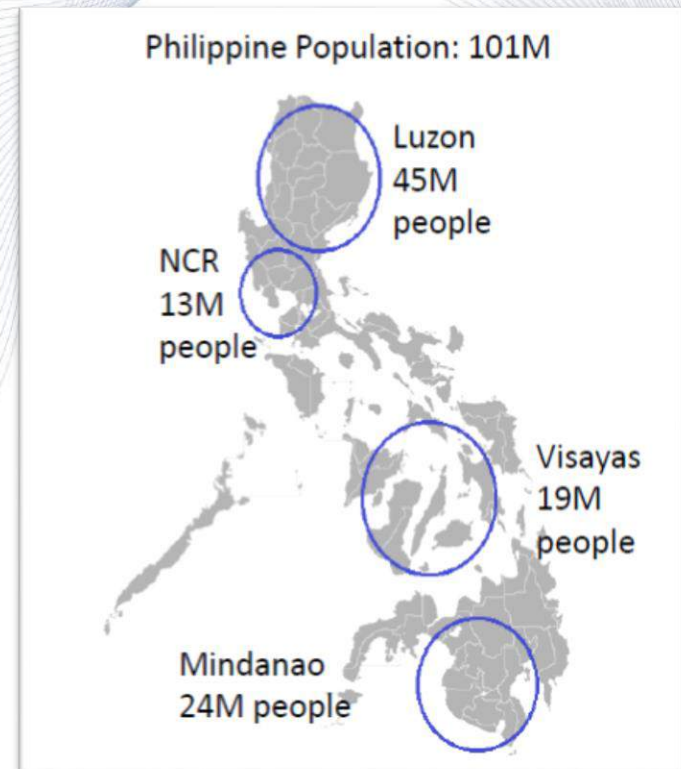 Philippine Population: 101M
Luzon
45M
people
NCR
13M
people
Visayas
19M
people
Mindanao
24M people